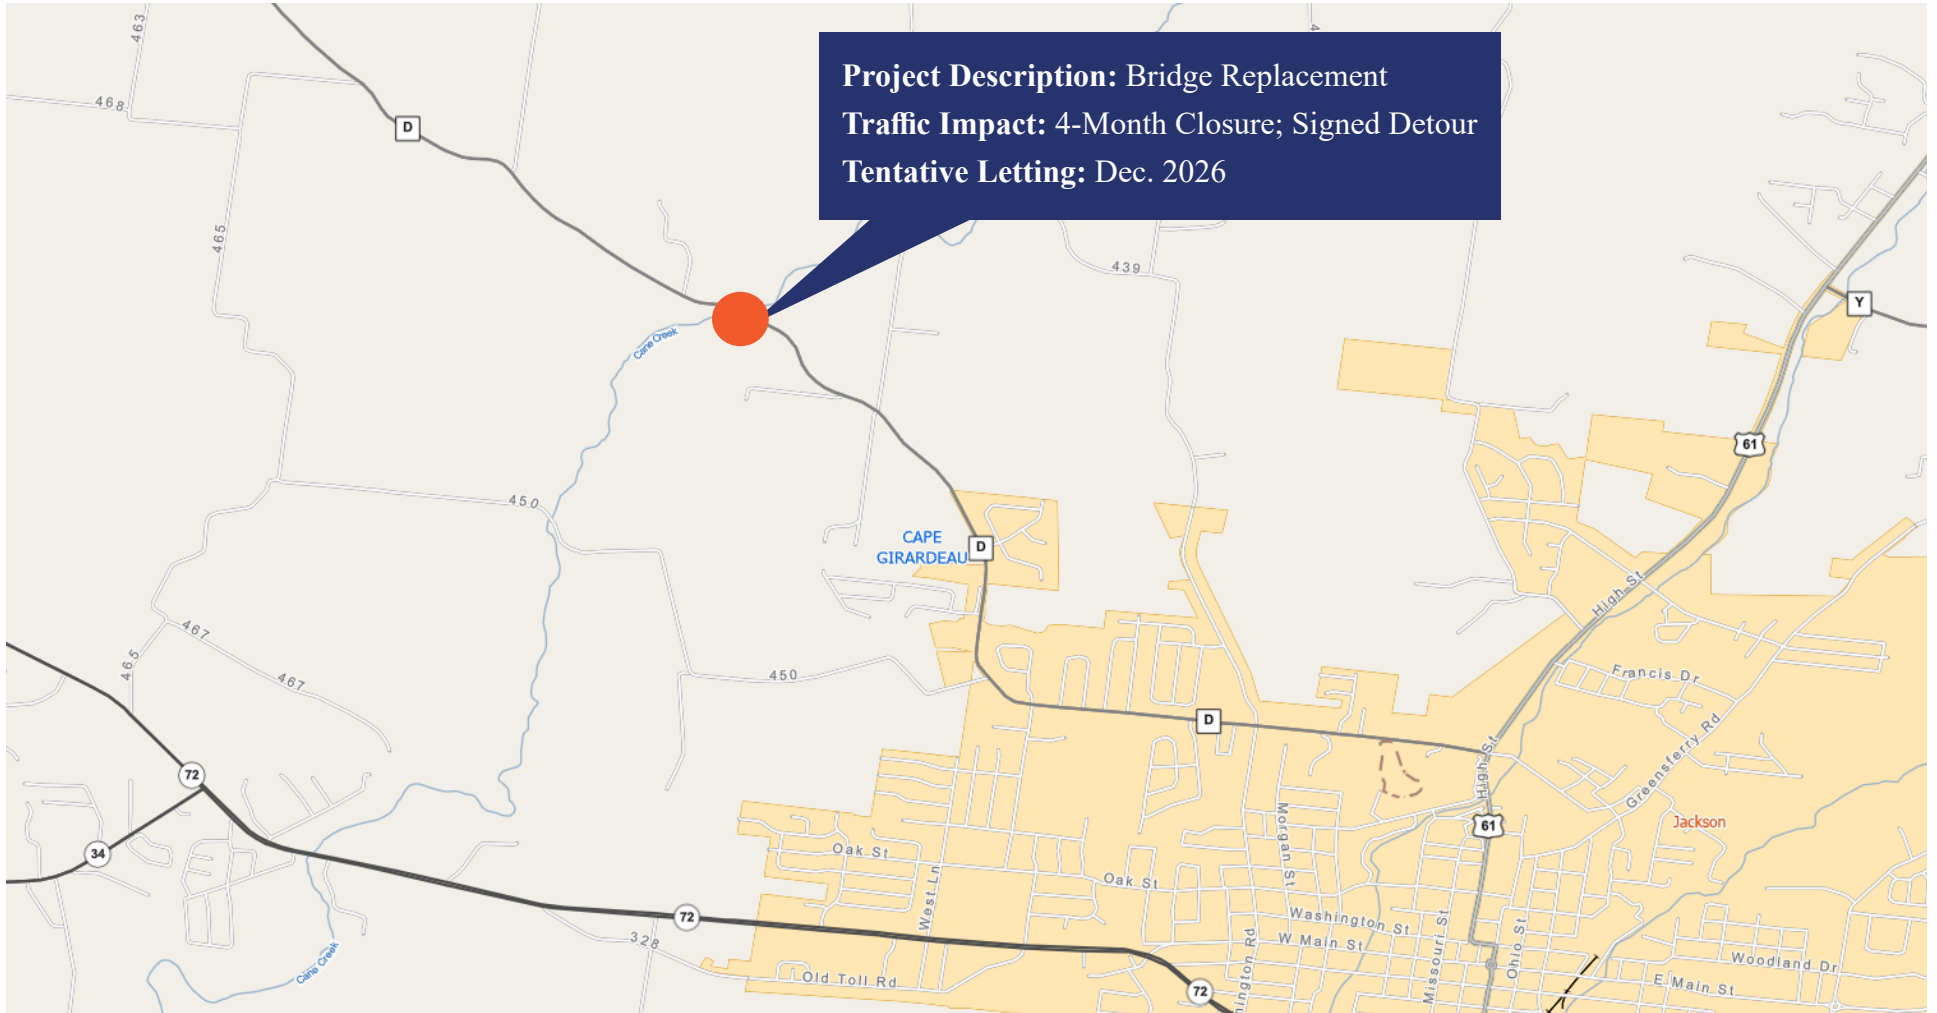 463
4
Project Description: Bridge Replacement
Traffic Impact: 4-Month Closure; Signed Detour
Tentative Letting: Dec. 2026
468
D
465
439
Y
Cane Creek
61
450
CAPE
GIRARDEAU
D
High St
467
465
467
450
Francis Dr
D
Greensferry Rd
High St
72
61
Jackson
34
Oak St
Morgan St
Oak St
West Ln
72
Washington St
328
W Main St
Missouri St
Ohio St
Cane Creek
Woodland Dr
Old Toll Rd
ington Rd
E Main St
72